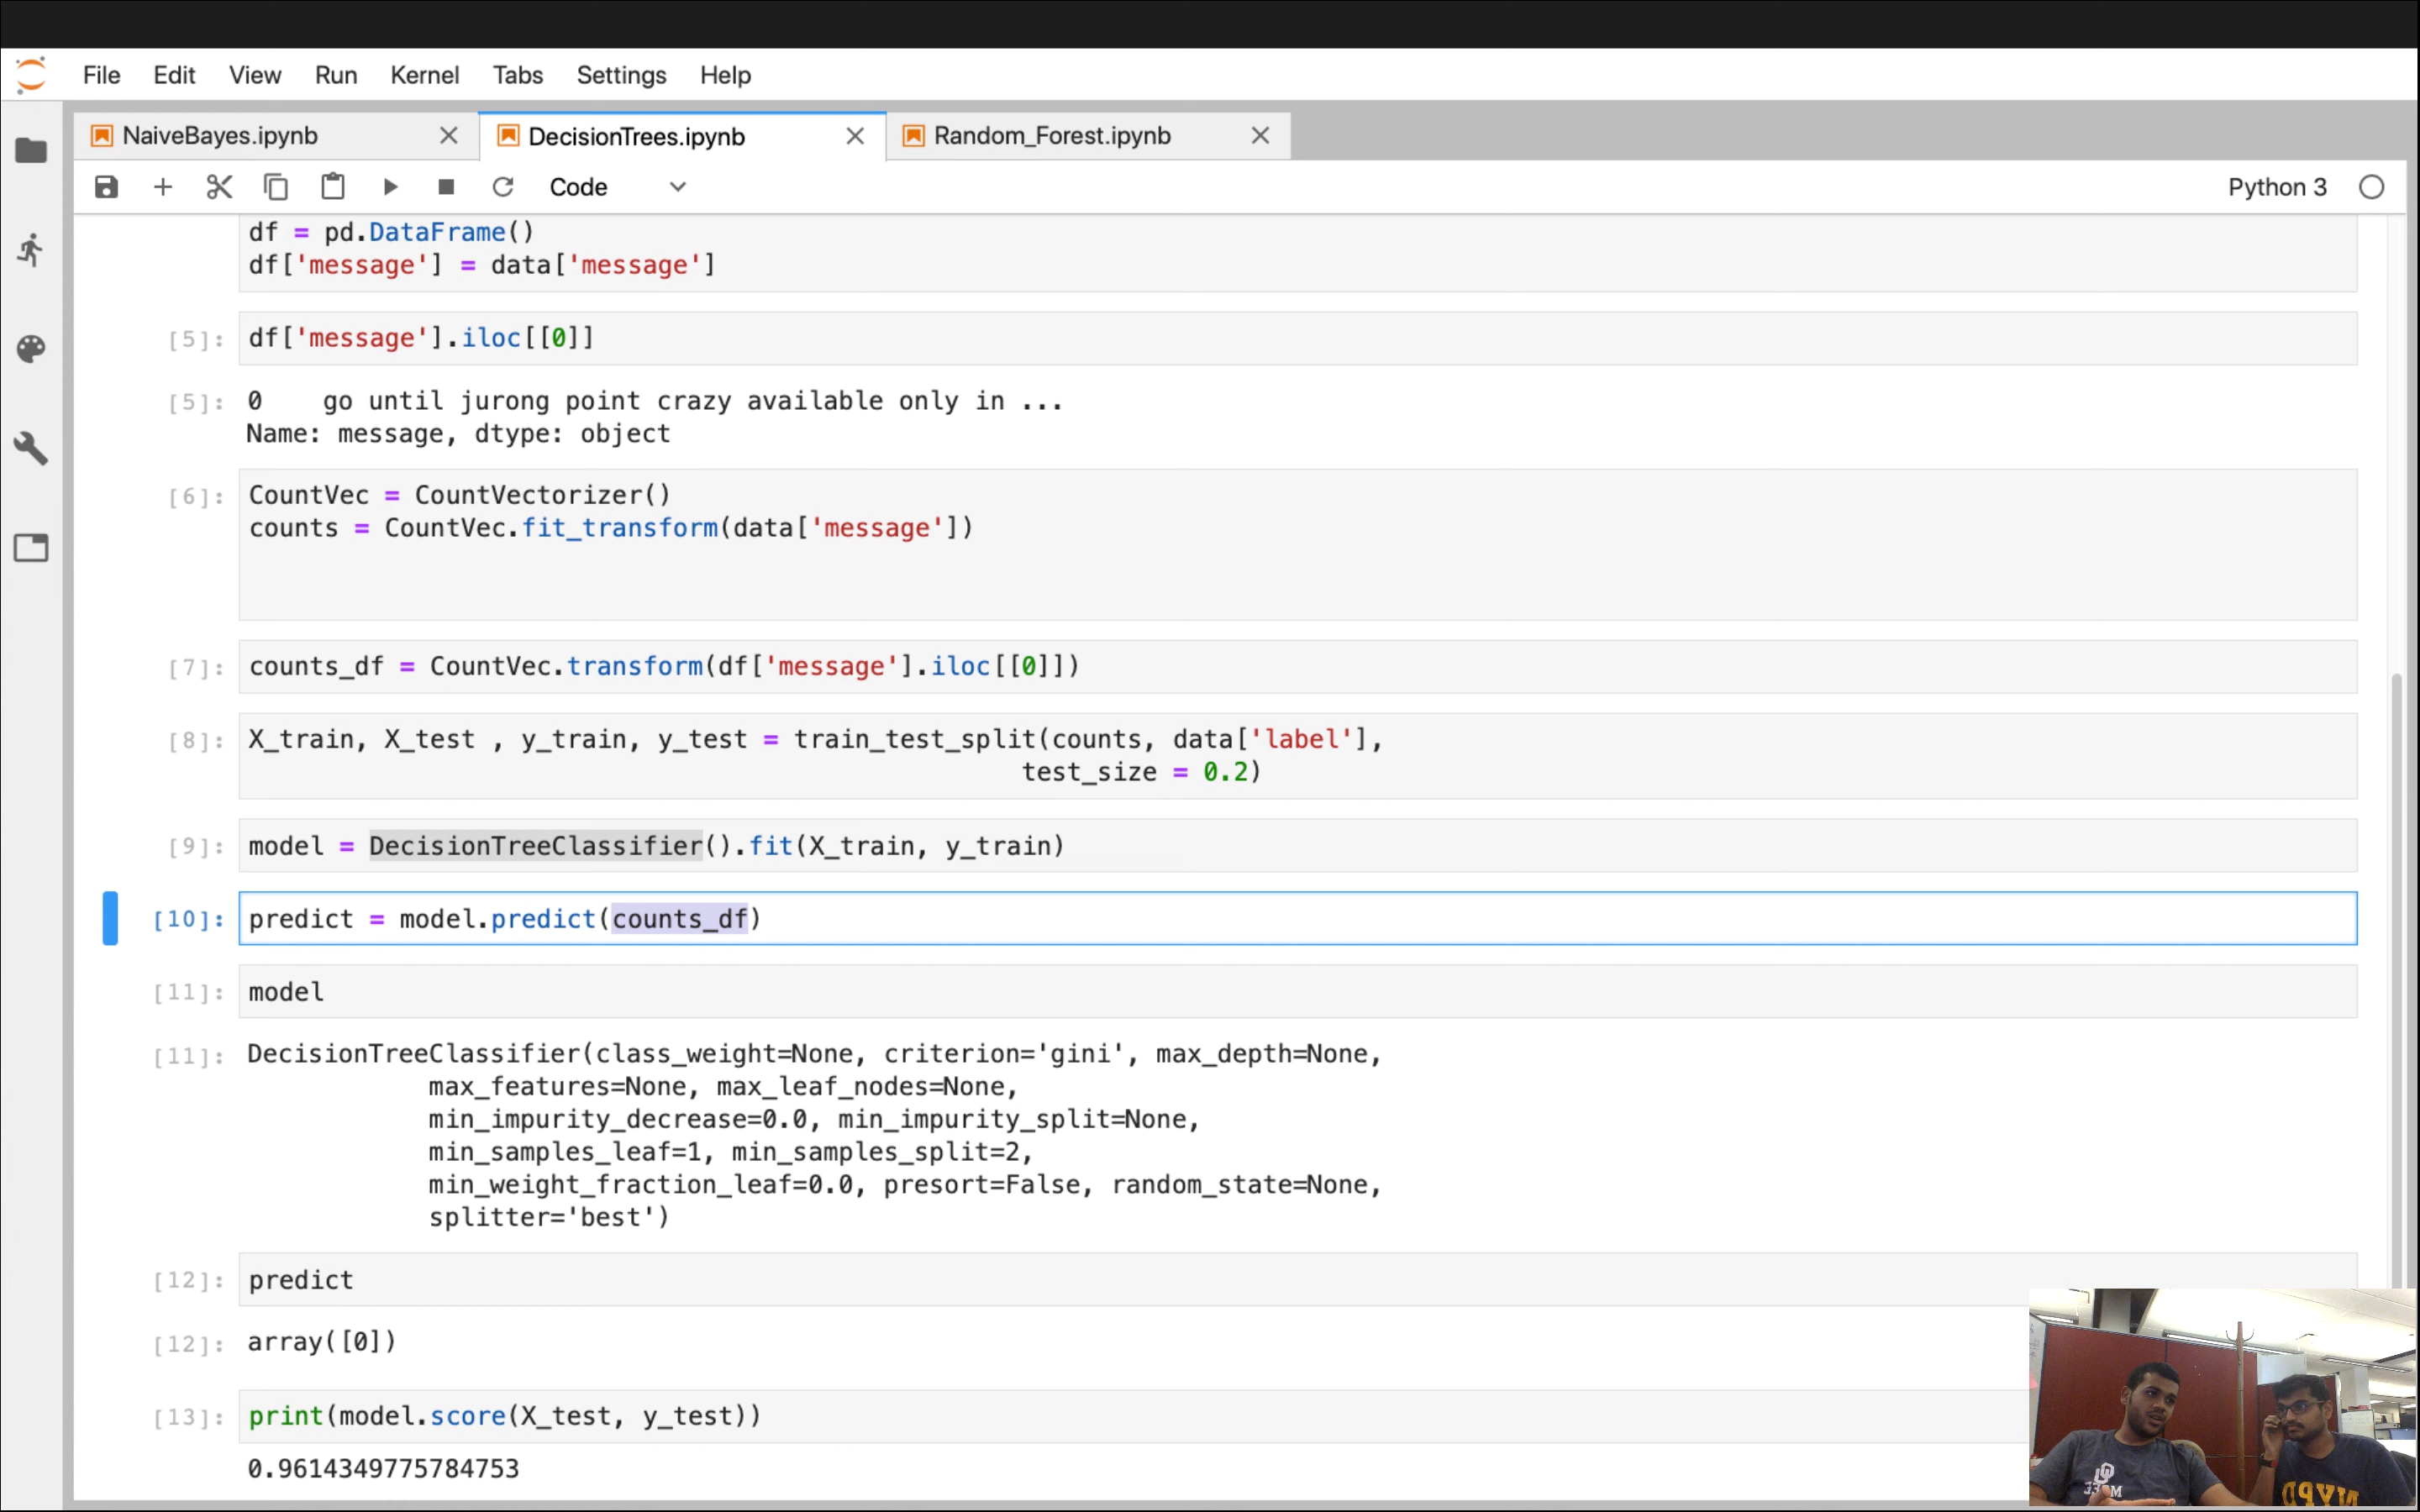 File Edit View Run Kernel Tabs Settings Help
NaiveBayes.ipynb DecisionTrees.ipynb Random_Forest.ipynb
Code Python 3
df = pd.DataFrame()
df['message'] = data['message']
[5]: df['message'].iloc[[0]]
[5]: 0 go until jurong point crazy available only in ...
Name: message, dtype: object
[6]: CountVec = CountVectorizer()
counts = CountVec.fit_transform(data['message'])
[7]: counts_df = CountVec.transform(df['message'].iloc[[0]])
[8]: X_train, X_test , y_train, y_test = train_test_split(counts, data['label'],
test_size = 0.2)
[9]: model = DecisionTreeClassifier().fit(X_train, y_train)
[10]: predict = model.predict(counts_df)
[11]: model
[11]: DecisionTreeClassifier(class_weight=None, criterion='gini', max_depth=None,
max_features=None, max_leaf_nodes=None,
min_impurity_decrease=0.0, min_impurity_split=None,
min_samples_leaf=1, min_samples_split=2,
min_weight_fraction_leaf=0.0, presort=False, random_state=None,
splitter='best')
[12]: predict
[12]: array([0])
[13]: print(model.score(X_test, y_test))
0.9614349775784753